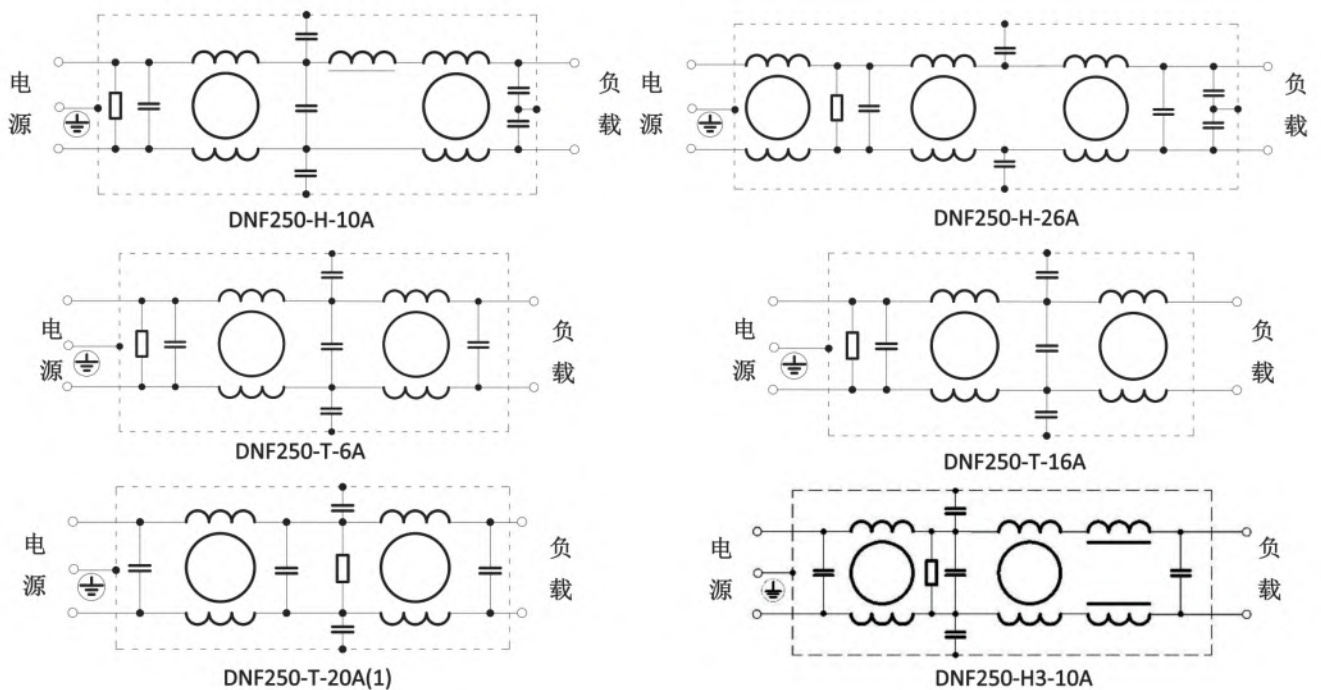 电
源
负
载
DNF250-H-10A
电
源
负
载
DNF250-H-26A
电
源
负
载
DNF250-T-6A
电
源
负
载
DNF250-T-16A
电
源
负
载
DNF250-T-20A(1)
电
源
负
载
DNF250-H3-10A